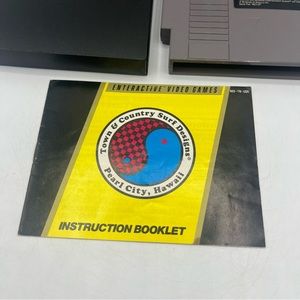 ENTERACTIVE VIDEO GAMES
Town & Country Surf Designs®
Pearl City, Hawaii
INSTRUCTION BOOKLET